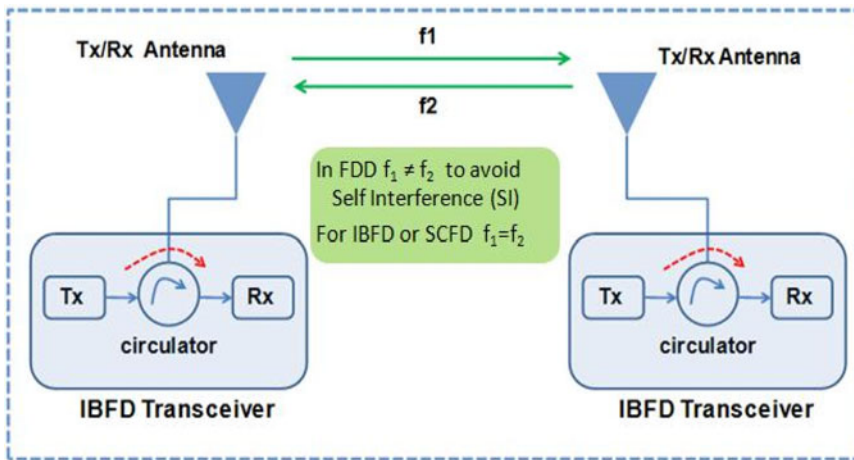 f1
Tx/Rx Antenna
Tx/Rx Antenna
f2
In FDD f₁ ≠ f₂ to avoid
Self Interference (SI)
For IBFD or SCFD f₁=f₂
Tx
Rx
circulator
IBFD Transceiver
Tx
Rx
circulator
IBFD Transceiver